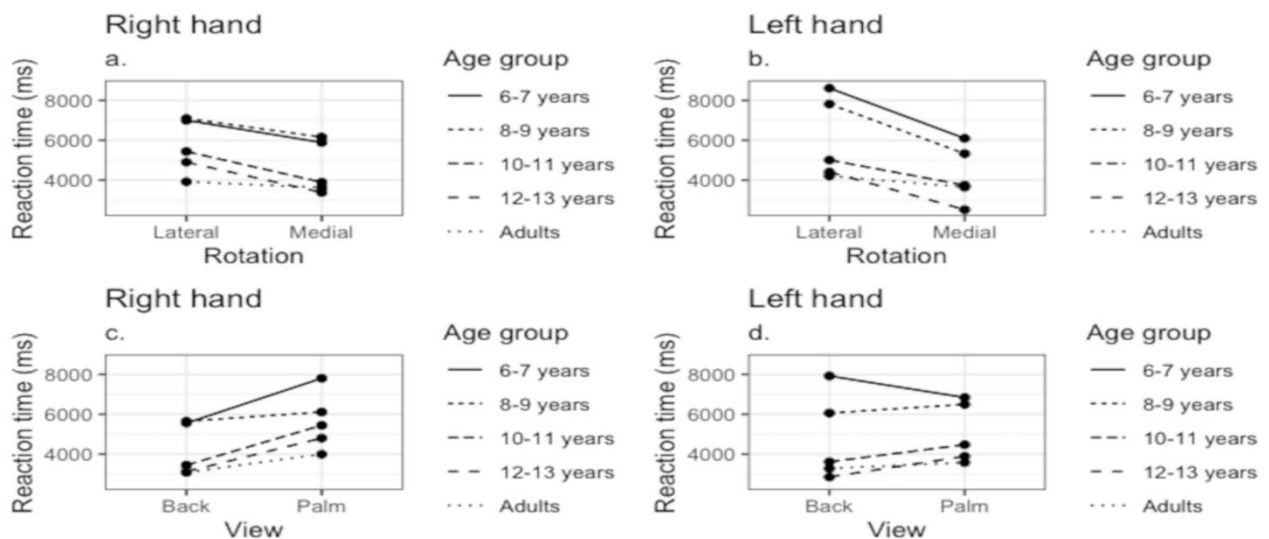 Right hand
a.
Reaction time (ms)
8000
6000
4000
Lateral Medial
Rotation
Age group
6-7 years
8-9 years
10-11 years
12-13 years
Adults
Left hand
b.
Reaction time (ms)
8000
6000
4000
Lateral Medial
Rotation
Age group
6-7 years
8-9 years
10-11 years
12-13 years
Adults
Right hand
c.
Reaction time (ms)
8000
6000
4000
Back Palm
View
Age group
6-7 years
8-9 years
10-11 years
12-13 years
Adults
Left hand
d.
Reaction time (ms)
8000
6000
4000
Back Palm
View
Age group
6-7 years
8-9 years
10-11 years
12-13 years
Adults